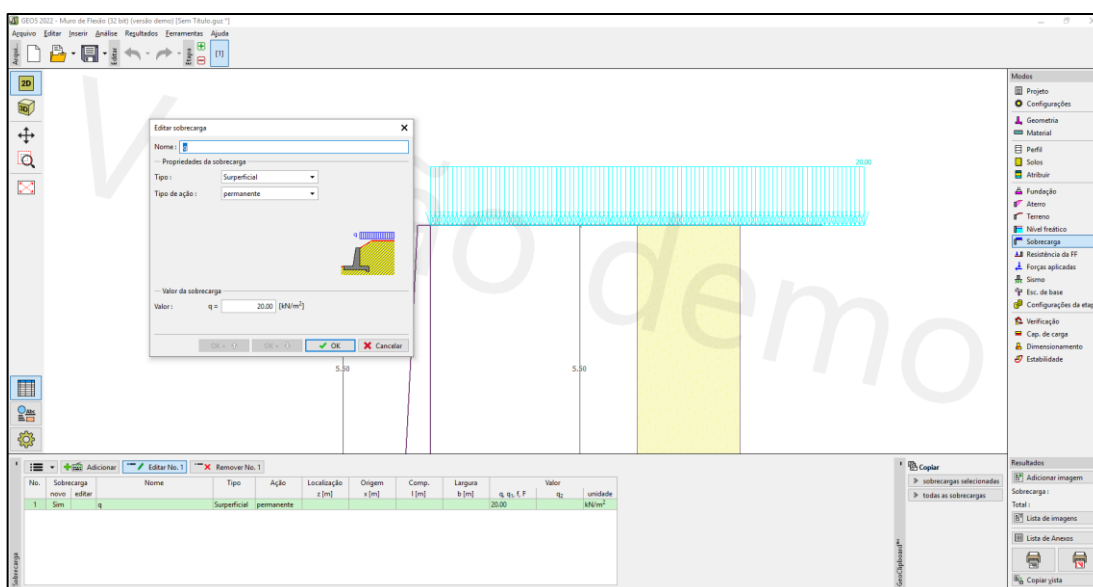 GEO5 2022 - Muro de Flexão (32 bit) (versão demo) [Sem Título.guz *]
Arquivo Editar Inserir Análise Resultados Ferramentas Ajuda
Editar
Etapa
[1]
2D
3D
Versão demo
Editar sobrecarga
Nome : q
Propriedades da sobrecarga
Tipo : Surperficial
Tipo de ação : permanente
q
Valor da sobrecarga
Valor : q = 20.00 [kN/m²]
OK + OK +
OK Cancelar
20.00
5.50 5.50
Modos
Projeto
Configurações
Geometria
Material
Perfil
Solos
Atribuir
Fundação
Aterro
Terreno
Nível freático
Sobrecarga
Resistência da FF
Forças aplicadas
Sismo
Esc. de base
Configurações da etap
Verificação
Cap. de carga
Dimensionamento
Estabilidade
Adicionar Editar No. 1 Remover No. 1
No. Sobrecarga Nome Tipo Ação Localização Origem Comp. Largura Valor
novo editar z [m] x [m] l [m] b [m] q, q1, f, F q2 unidade
1 Sim q Surperficial permanente 20.00 kN/m²
Sobrecarga
GeoClipboard™
Copiar
sobrecargas selecionadas
todas as sobrecargas
Resultados
Adicionar imagem
Sobrecarga :
Total :
Lista de imagens
Lista de Anexos
Copiar vista